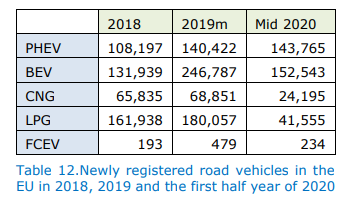 2018 2019m Mid 2020
PHEV 108,197 140,422 143,765
BEV 131,939 246,787 152,543
CNG 65,835 68,851 24,195
LPG 161,938 180,057 41,555
FCEV 193 479 234
Table 12.Newly registered road vehicles in the
EU in 2018, 2019 and the first half year of 2020